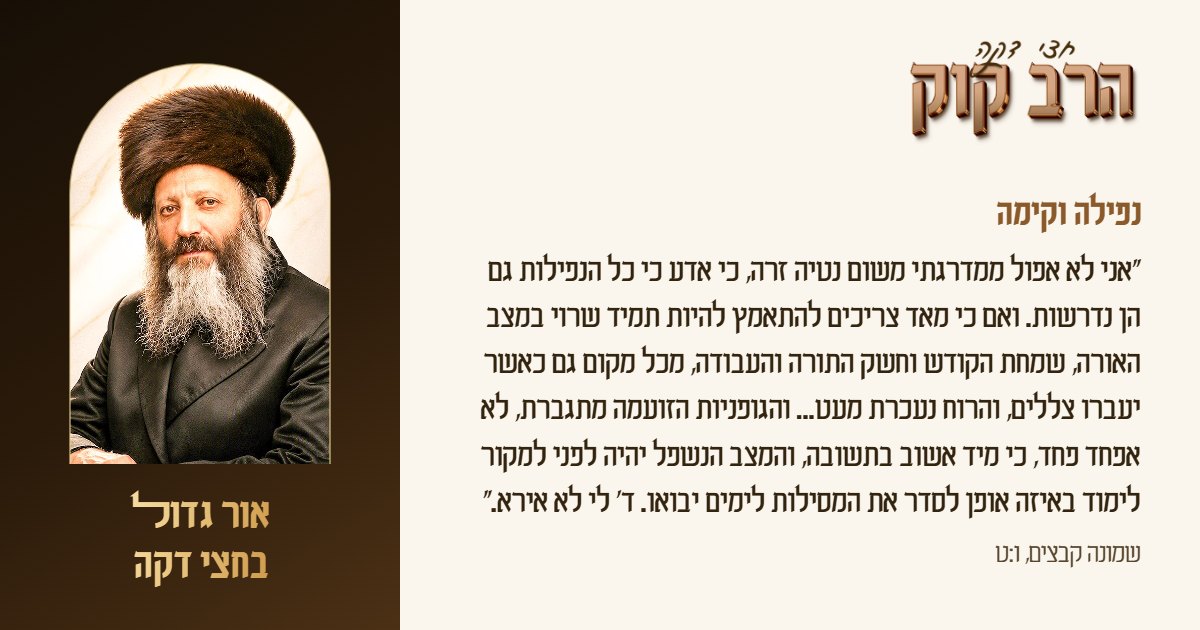 חצי דקה
הרב קוק
נפילה וקימה
"אני לא אפול ממדרגתי משום נטיה זרה, כי אדע כי כל הנפילות גם
הן נדרשות. ואם כי מאד צריכים להתאמץ להיות תמיד שרוי במצב
האורה, שמחת הקודש וחשק התורה והעבודה, מכל מקום גם כאשר
יעברו צללים, והרוח נעכרת מעט... והגופניות הזועמה מתגברת, לא
אפחד פחד, כי מיד אשוב בתשובה, והמצב הנשפל יהיה לפני למקור
לימוד באיזה אופן לסדר את המסילות לימים יבואו. ד' לי לא אירא."
שמונה קבצים, ו:ט
אור גדול
בחצי דקה